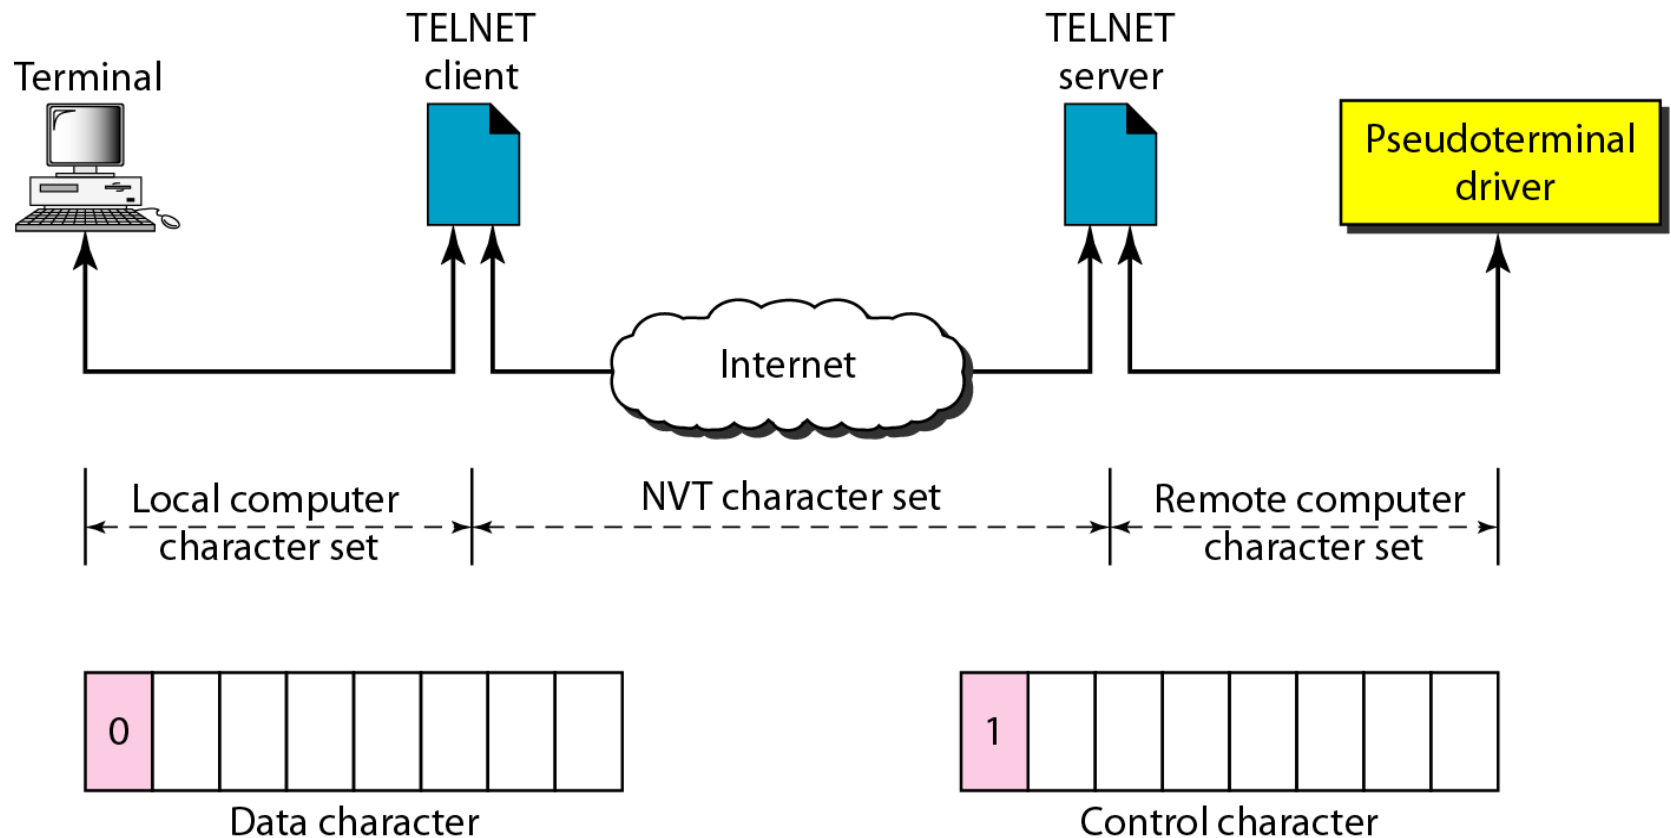 TELNET
client
TELNET
server
Terminal
Pseudoterminal
driver
Internet
Local computer
character set
NVT character set
Remote computer
character set
0
1
Data character
Control character